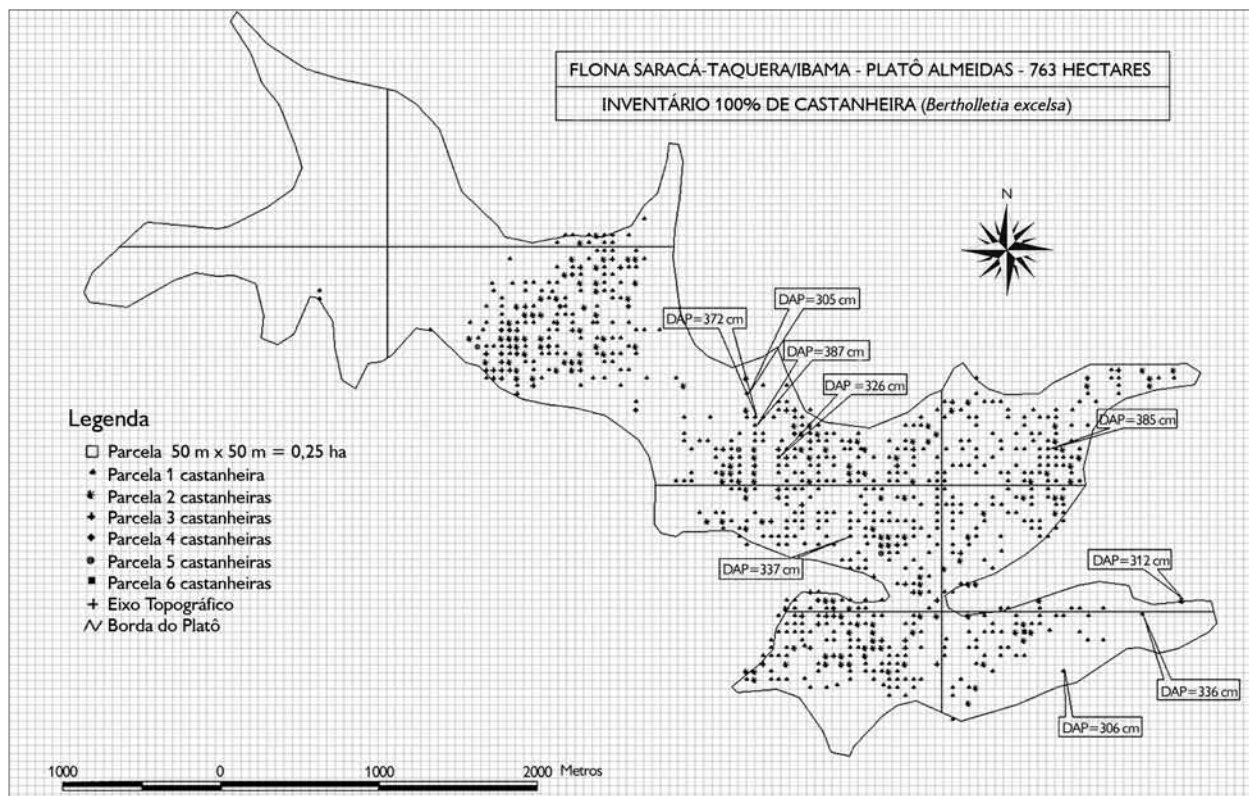 FLONA SARACÁ-TAQUERA/IBAMA - PLATÔ ALMEIDAS - 763 HECTARES
INVENTÁRIO 100% DE CASTANHEIRA (Bertholletia excelsa)
N
DAP=305 cm
DAP=372 cm
DAP=387 cm
DAP =326 cm
DAP=385 cm
DAP=337 cm
DAP=312 cm
DAP=336 cm
DAP=306 cm
Legenda
Parcela 50 m x 50 m = 0,25 ha
Parcela 1 castanheira
Parcela 2 castanheiras
Parcela 3 castanheiras
Parcela 4 castanheiras
Parcela 5 castanheiras
Parcela 6 castanheiras
Eixo Topográfico
Borda do Platô
1000 0 1000 2000 Metros